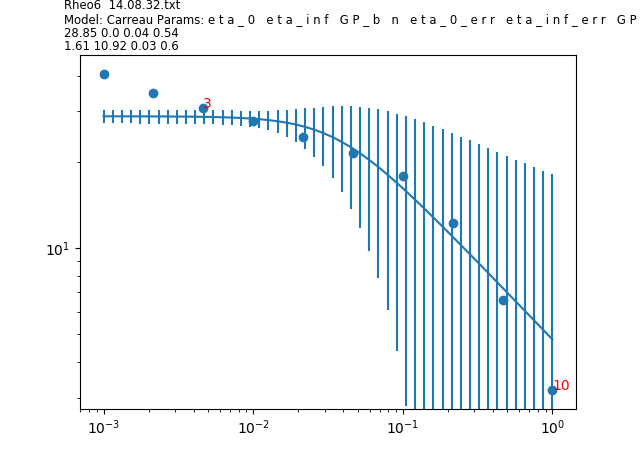 Rheo6 14.08.32.txt
Model: Carreau Params: e t a _ 0 e t a _ i n f G P _ b n e t a _ 0 _ e r r e t a _ i n f _ e r r G P
28.85 0.0 0.04 0.54
1.61 10.92 0.03 0.6
3
10¹
10
10⁻³ 10⁻² 10⁻¹ 10⁰